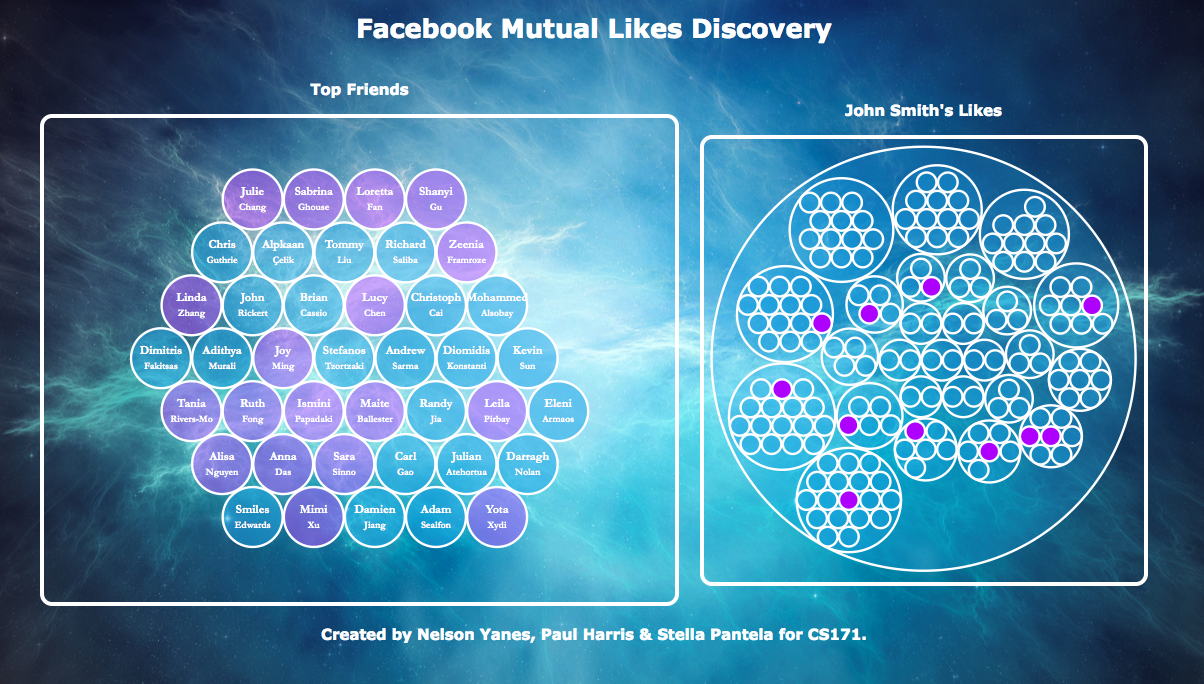 Facebook Mutual Likes Discovery
Top Friends
John Smith's Likes
Julie
Chang
Sabrina
Ghouse
Loretta
Fan
Shanyi
Gu
Chris
Guthrie
Alpkaan
Çelik
Tommy
Liu
Richard
Saliba
Zeenia
Framroze
Linda
Zhang
John
Rickert
Brian
Cassio
Lucy
Chen
Christoph
Cai
Mohammed
Alsobay
Dimitris
Fakitsas
Adithya
Murali
Joy
Ming
Stefanos
Tzortzaki
Andrew
Sarma
Diomidis
Konstanti
Kevin
Sun
Tania
Rivers-Mo
Ruth
Fong
Ismini
Papadaki
Maite
Ballester
Randy
Jia
Leila
Pirbay
Eleni
Armaos
Alisa
Nguyen
Anna
Das
Sara
Sinno
Carl
Gao
Julian
Atehortua
Darragh
Nolan
Smiles
Edwards
Mimi
Xu
Damien
Jiang
Adam
Sealfon
Yota
Xydi
Created by Nelson Yanes, Paul Harris & Stella Pantela for CS171.